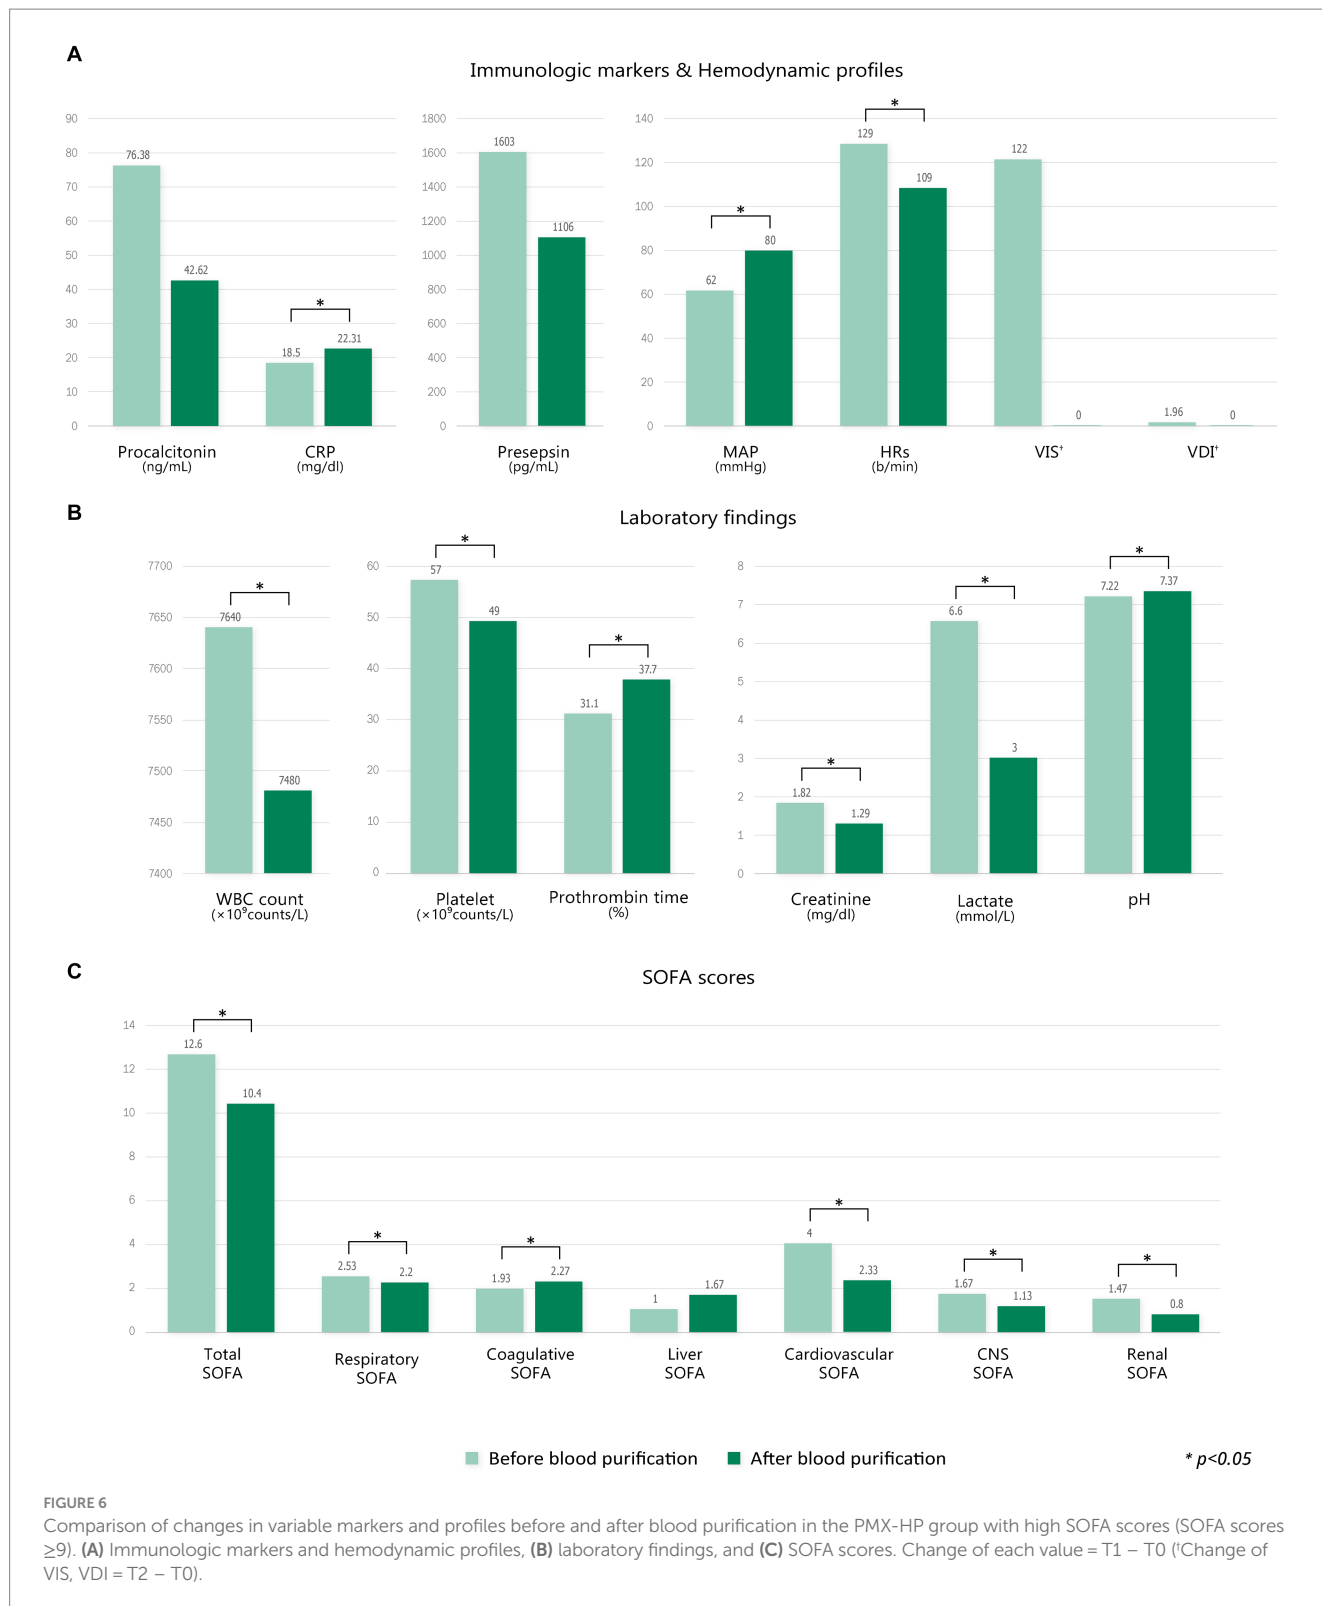 A
Immunologic markers & Hemodynamic profiles
90
80
70
60
50
40
30
20
10
0
76.38
42.62
*
18.5
22.31
Procalcitonin
(ng/mL)
CRP
(mg/dl)
1800
1600
1400
1200
1000
800
600
400
200
0
1603
1106
Presepsin
(pg/mL)
140
120
100
80
60
40
20
0
*
62
80
*
129
109
122
0
1.96
0
MAP
(mmHg)
HRs
(b/min)
VIS†
VDI†
B
Laboratory findings
7700
7650
7600
7550
7500
7450
7400
*
7640
7480
WBC count
(×10⁹counts/L)
60
50
40
30
20
10
0
*
57
49
*
31.1
37.7
Platelet
(×10⁹counts/L)
Prothrombin time
(%)
8
7
6
5
4
3
2
1
0
*
1.82
1.29
*
6.6
3
*
7.22
7.37
Creatinine
(mg/dl)
Lactate
(mmol/L)
pH
C
SOFA scores
14
12
10
8
6
4
2
0
*
12.6
10.4
*
2.53
2.2
*
1.93
2.27
1
1.67
*
4
2.33
*
1.67
1.13
*
1.47
0.8
Total
SOFA
Respiratory
SOFA
Coagulative
SOFA
Liver
SOFA
Cardiovascular
SOFA
CNS
SOFA
Renal
SOFA
Before blood purification
After blood purification
* p<0.05
FIGURE 6
Comparison of changes in variable markers and profiles before and after blood purification in the PMX-HP group with high SOFA scores (SOFA scores
≥9). (A) Immunologic markers and hemodynamic profiles, (B) laboratory findings, and (C) SOFA scores. Change of each value = T1 – T0 (†Change of
VIS, VDI = T2 – T0).